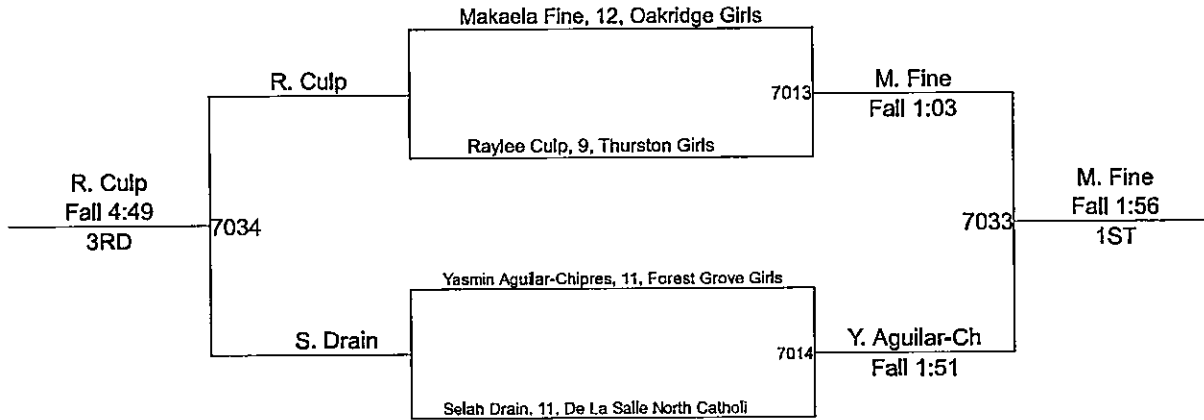 Makaela Fine, 12, Oakridge Girls
R. Culp
7013
M. Fine
Fall 1:03
Raylee Culp, 9, Thurston Girls
R. Culp
Fall 4:49
3RD
7034
7033
M. Fine
Fall 1:56
1ST
Yasmin Aguilar-Chipres, 11, Forest Grove Girls
S. Drain
7014
Y. Aguilar-Ch
Fall 1:51
Selah Drain, 11, De La Salle North Catholi